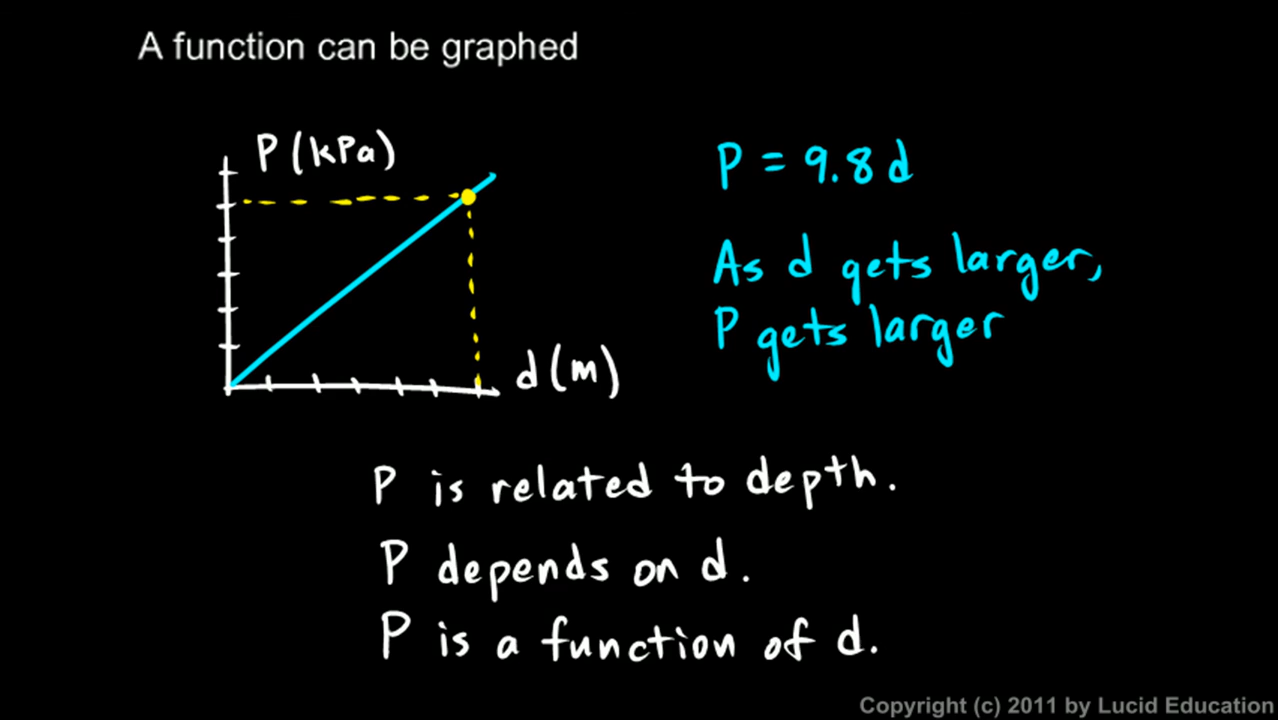 A function can be graphed
P (kPa)
P = 9.8 d
As d gets larger,
P gets larger
d (m)
P is related to depth.
P depends on d.
P is a function of d.
Copyright (c) 2011 by Lucid Education